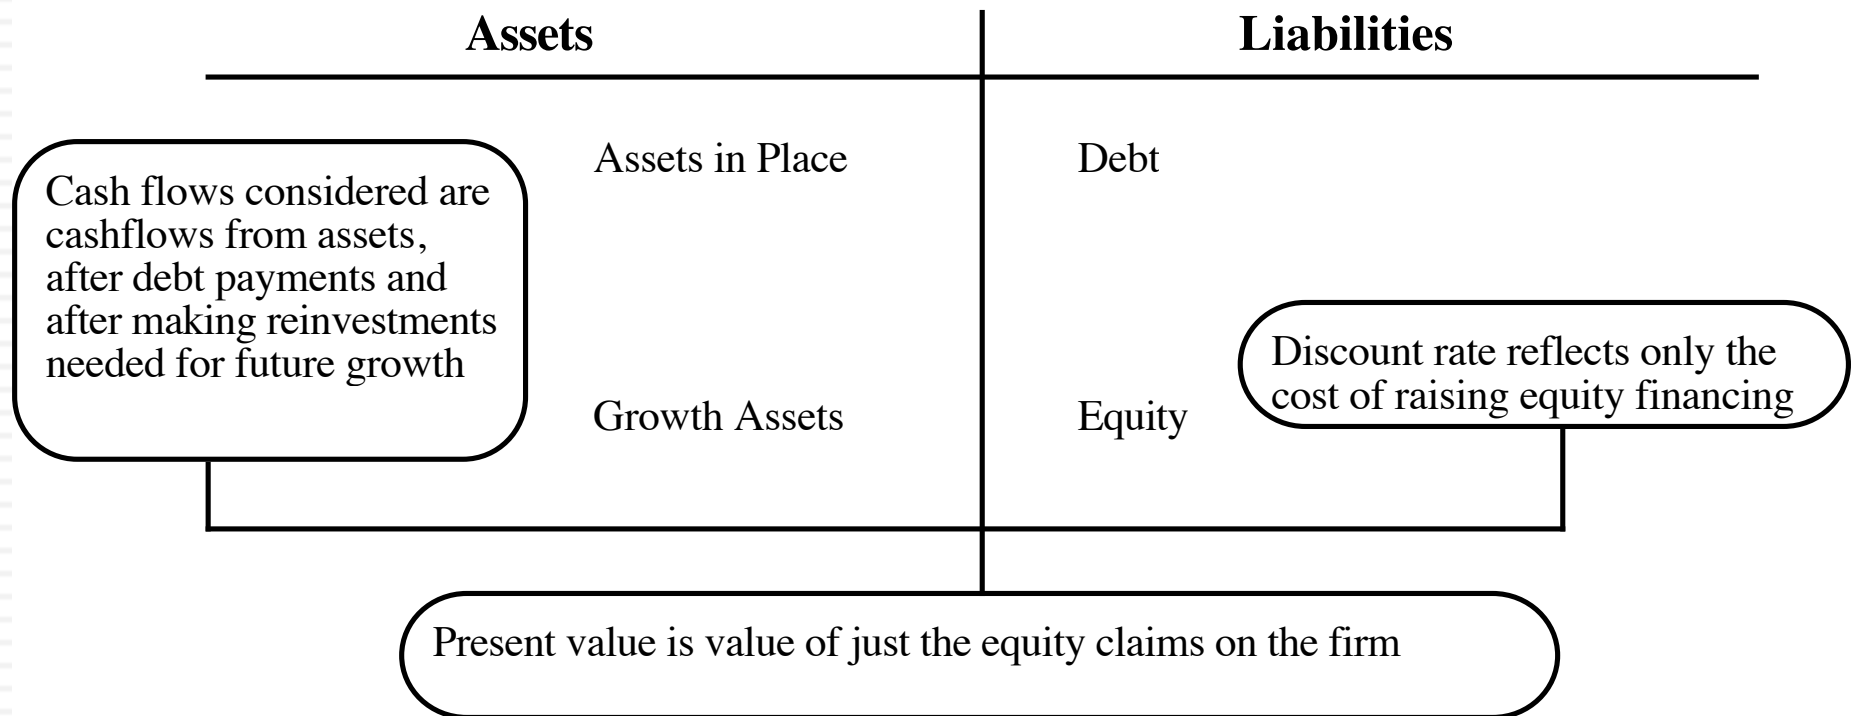 Assets
Liabilities
Assets in Place
Debt
Cash flows considered are
cashflows from assets,
after debt payments and
after making reinvestments
needed for future growth
Discount rate reflects only the
cost of raising equity financing
Growth Assets
Equity
Present value is value of just the equity claims on the firm